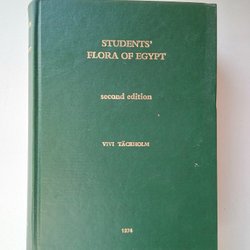 STUDENTS'
FLORA OF EGYPT
second edition
VIVI TÄCKHOLM
1974